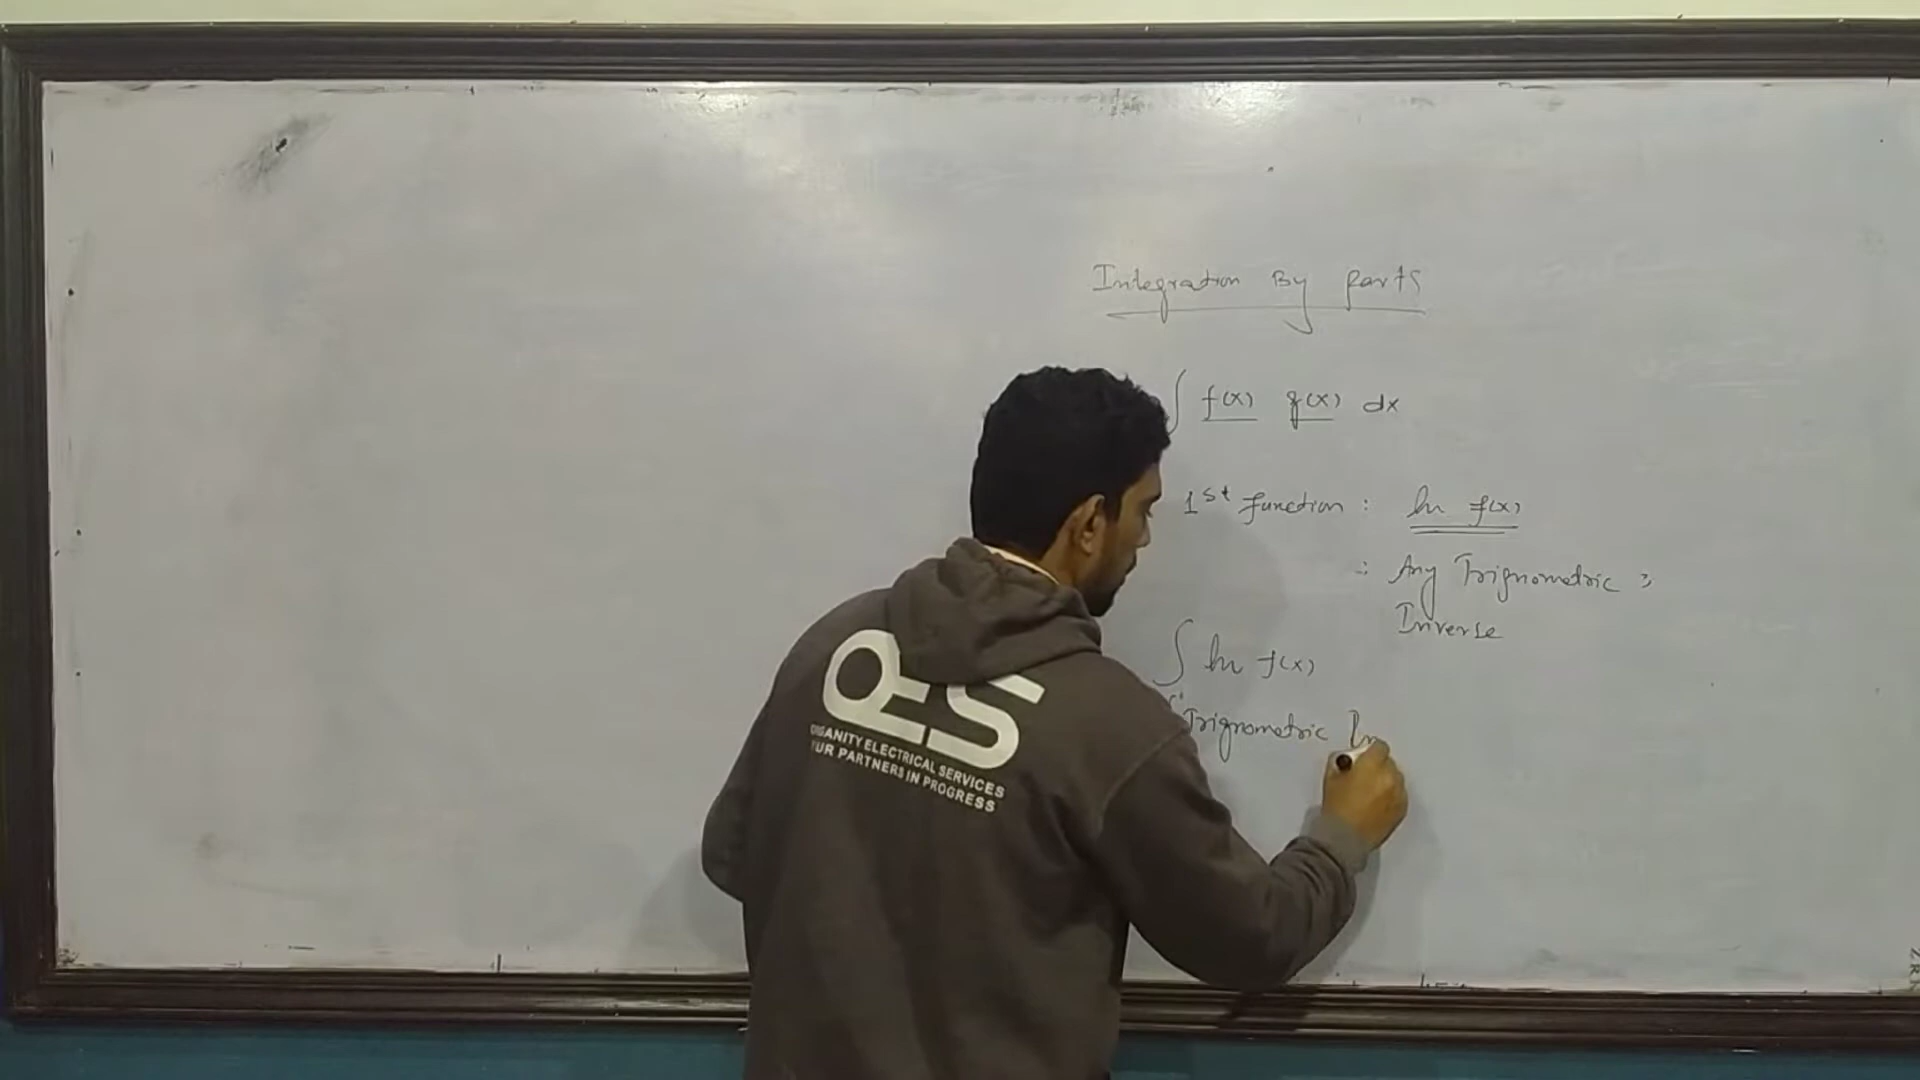 Integration By Parts
∫ f(x) g(x) dx
1st function : ln f(x)
: Any Trignometric
Inverse
∫ ln f(x)
Trignometric In
OES
ORGANITY ELECTRICAL SERVICES
YOUR PARTNERS IN PROGRESS